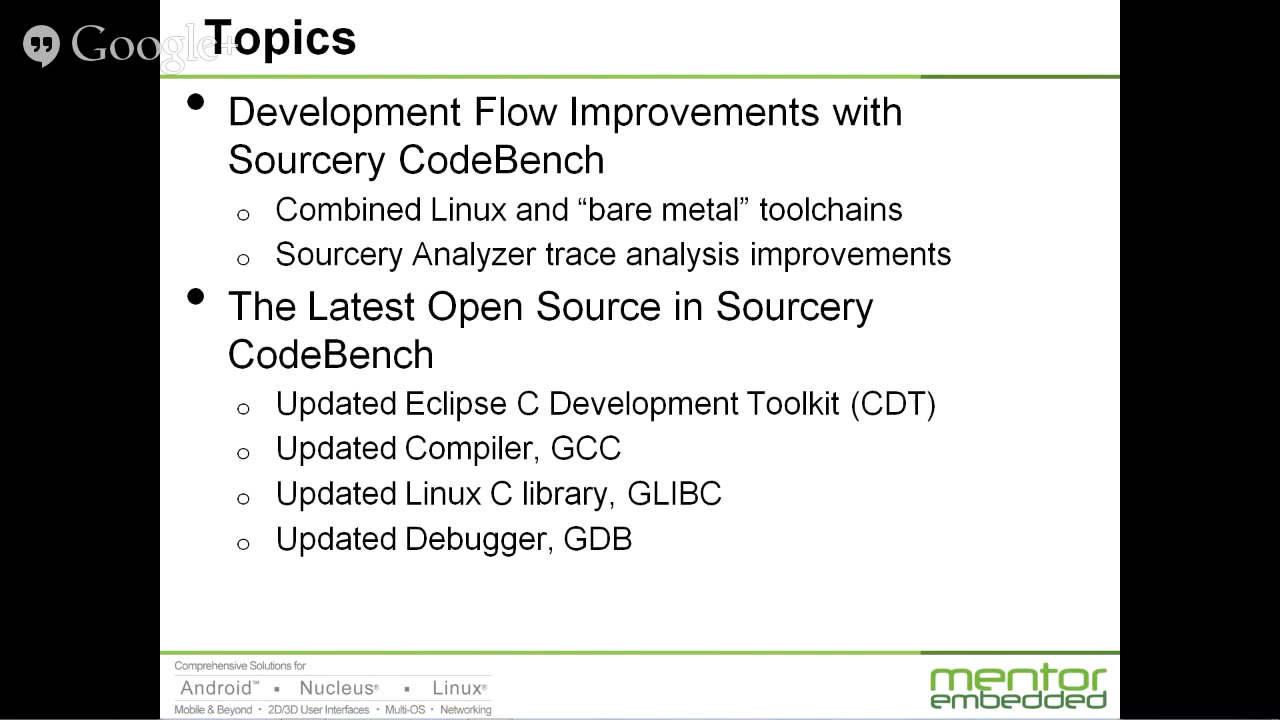 Google+
Topics
• Development Flow Improvements with
Sourcery CodeBench
o Combined Linux and “bare metal” toolchains
o Sourcery Analyzer trace analysis improvements
• The Latest Open Source in Sourcery
CodeBench
o Updated Eclipse C Development Toolkit (CDT)
o Updated Compiler, GCC
o Updated Linux C library, GLIBC
o Updated Debugger, GDB
Comprehensive Solutions for
Android™ ▪ Nucleus® ▪ Linux®
Mobile & Beyond • 2D/3D User Interfaces • Multi-OS • Networking
mentor
embedded